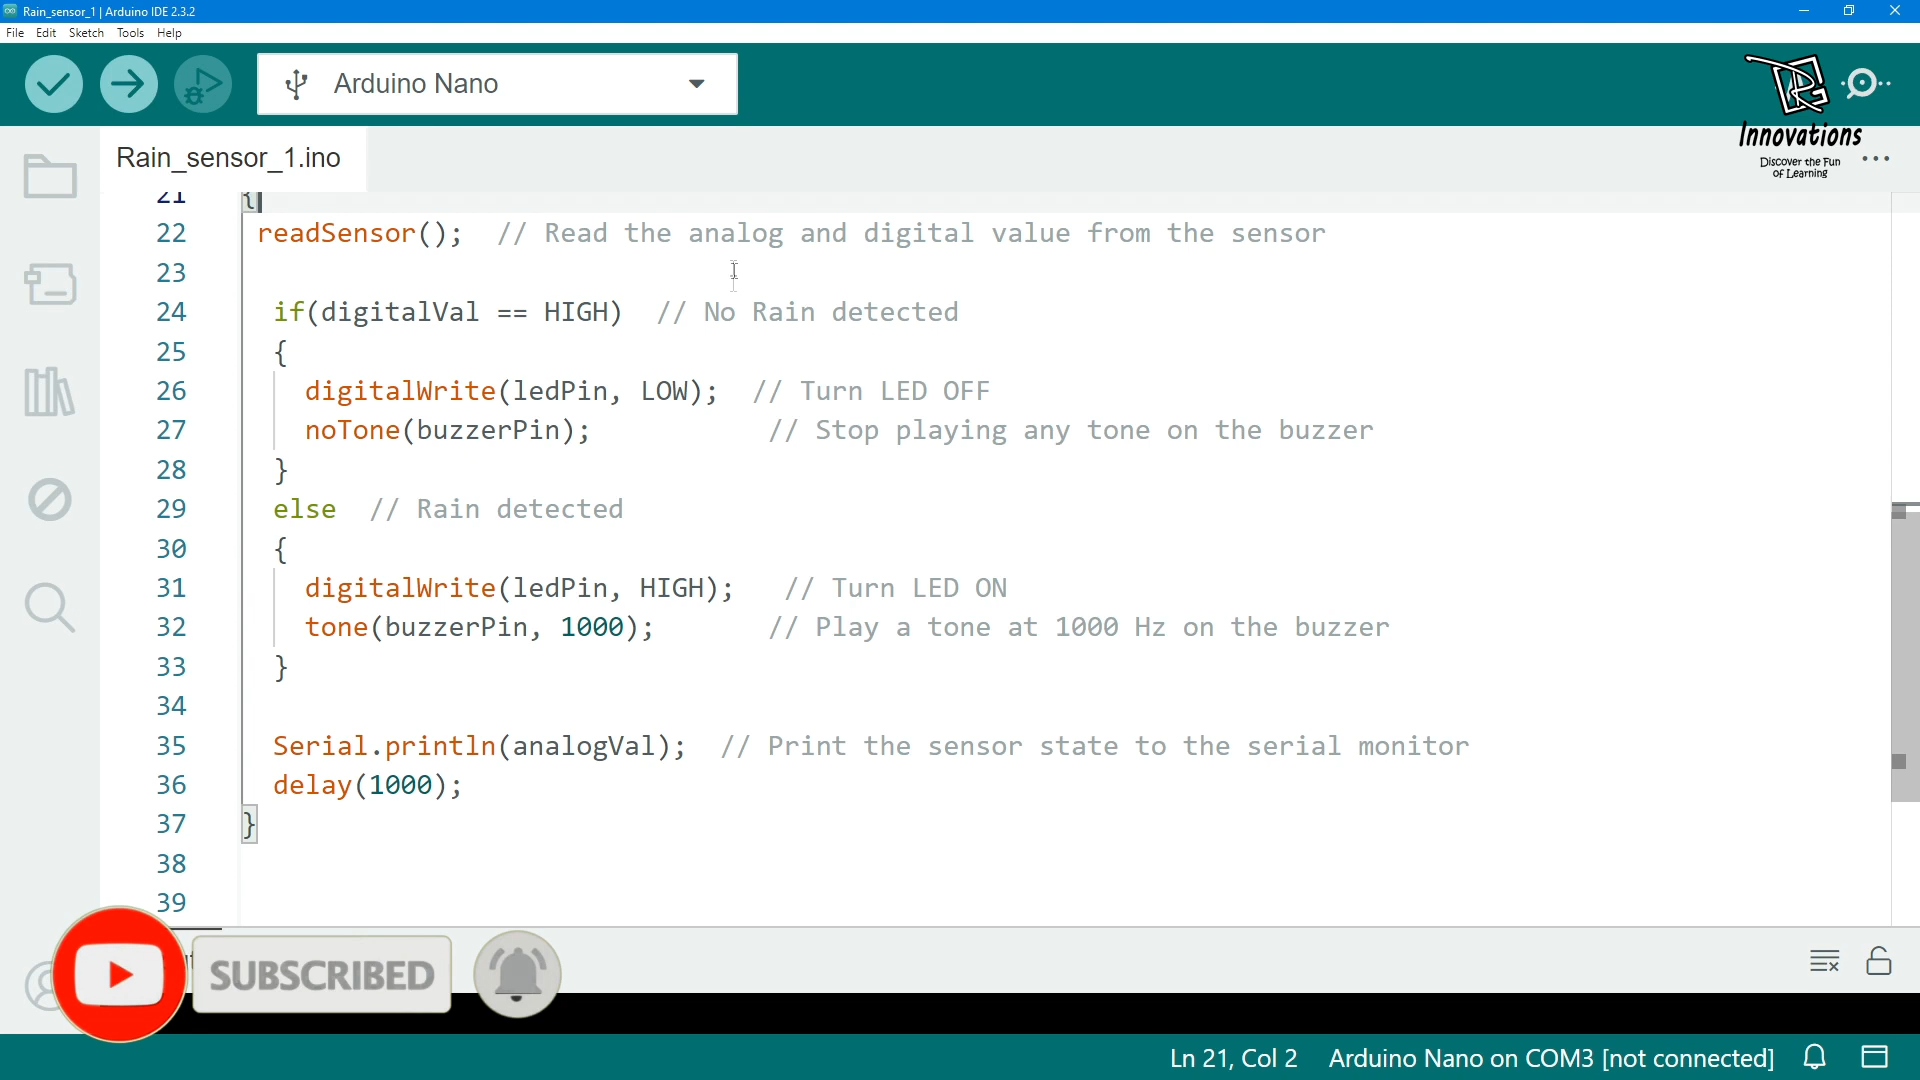 Rain_sensor_1 | Arduino IDE 2.3.2
File Edit Sketch Tools Help
Arduino Nano
Innovations
Discover the Fun
of Learning
Rain_sensor_1.ino
21 {
22 readSensor(); // Read the analog and digital value from the sensor
23
24 if(digitalVal == HIGH) // No Rain detected
25 {
26 digitalWrite(ledPin, LOW); // Turn LED OFF
27 noTone(buzzerPin); // Stop playing any tone on the buzzer
28 }
29 else // Rain detected
30 {
31 digitalWrite(ledPin, HIGH); // Turn LED ON
32 tone(buzzerPin, 1000); // Play a tone at 1000 Hz on the buzzer
33 }
34
35 Serial.println(analogVal); // Print the sensor state to the serial monitor
36 delay(1000);
37 }
38
39
SUBSCRIBED
Ln 21, Col 2 Arduino Nano on COM3 [not connected]